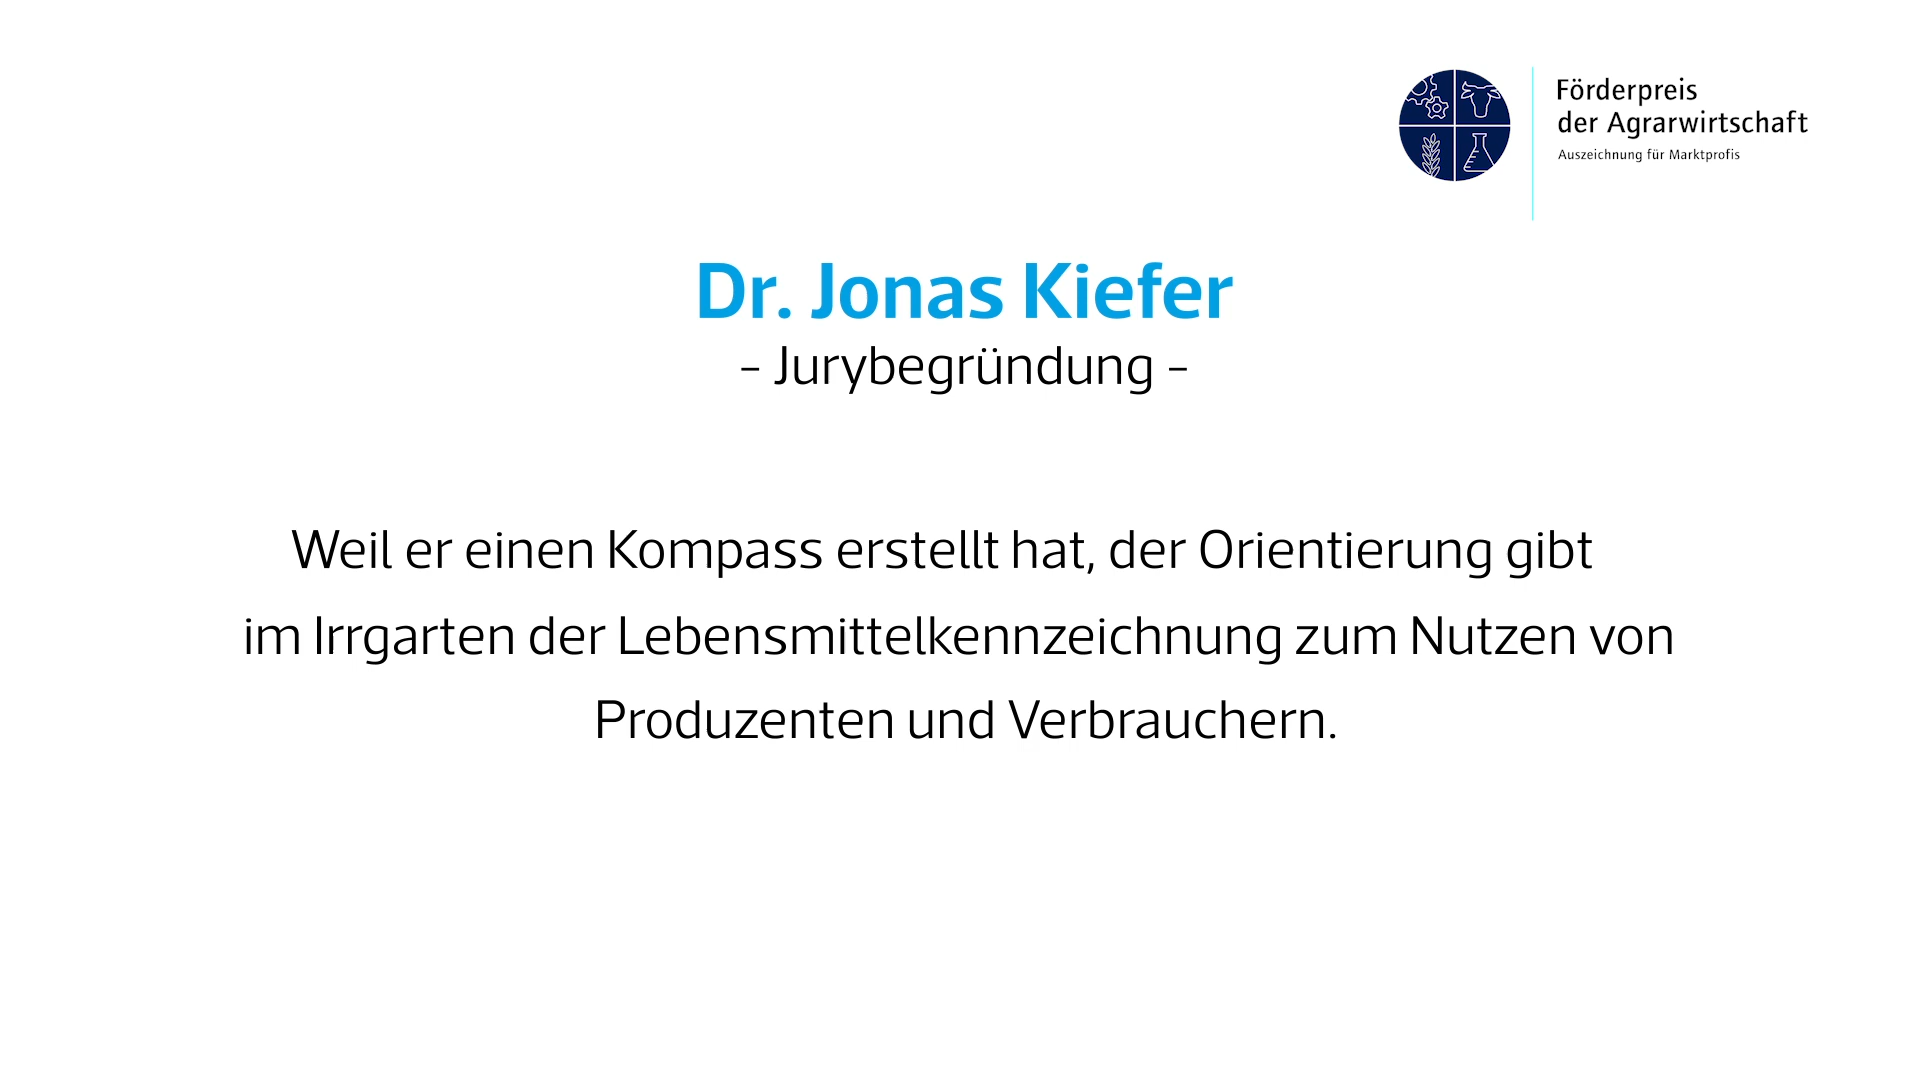 Förderpreis
der Agrarwirtschaft
Auszeichnung für Marktprofis
Dr. Jonas Kiefer
– Jurybegründung –
Weil er einen Kompass erstellt hat, der Orientierung gibt
im Irrgarten der Lebensmittelkennzeichnung zum Nutzen von
Produzenten und Verbrauchern.